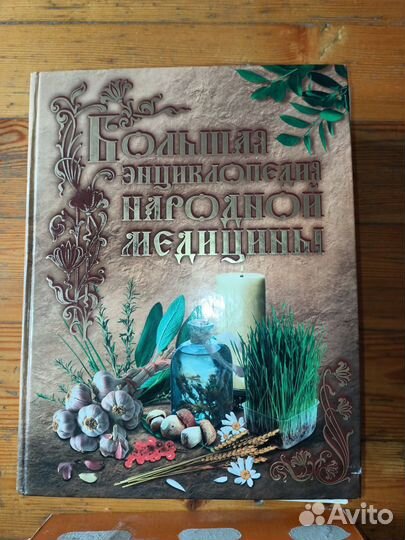 Большая
энциклопедия
народной
медицины
Avito